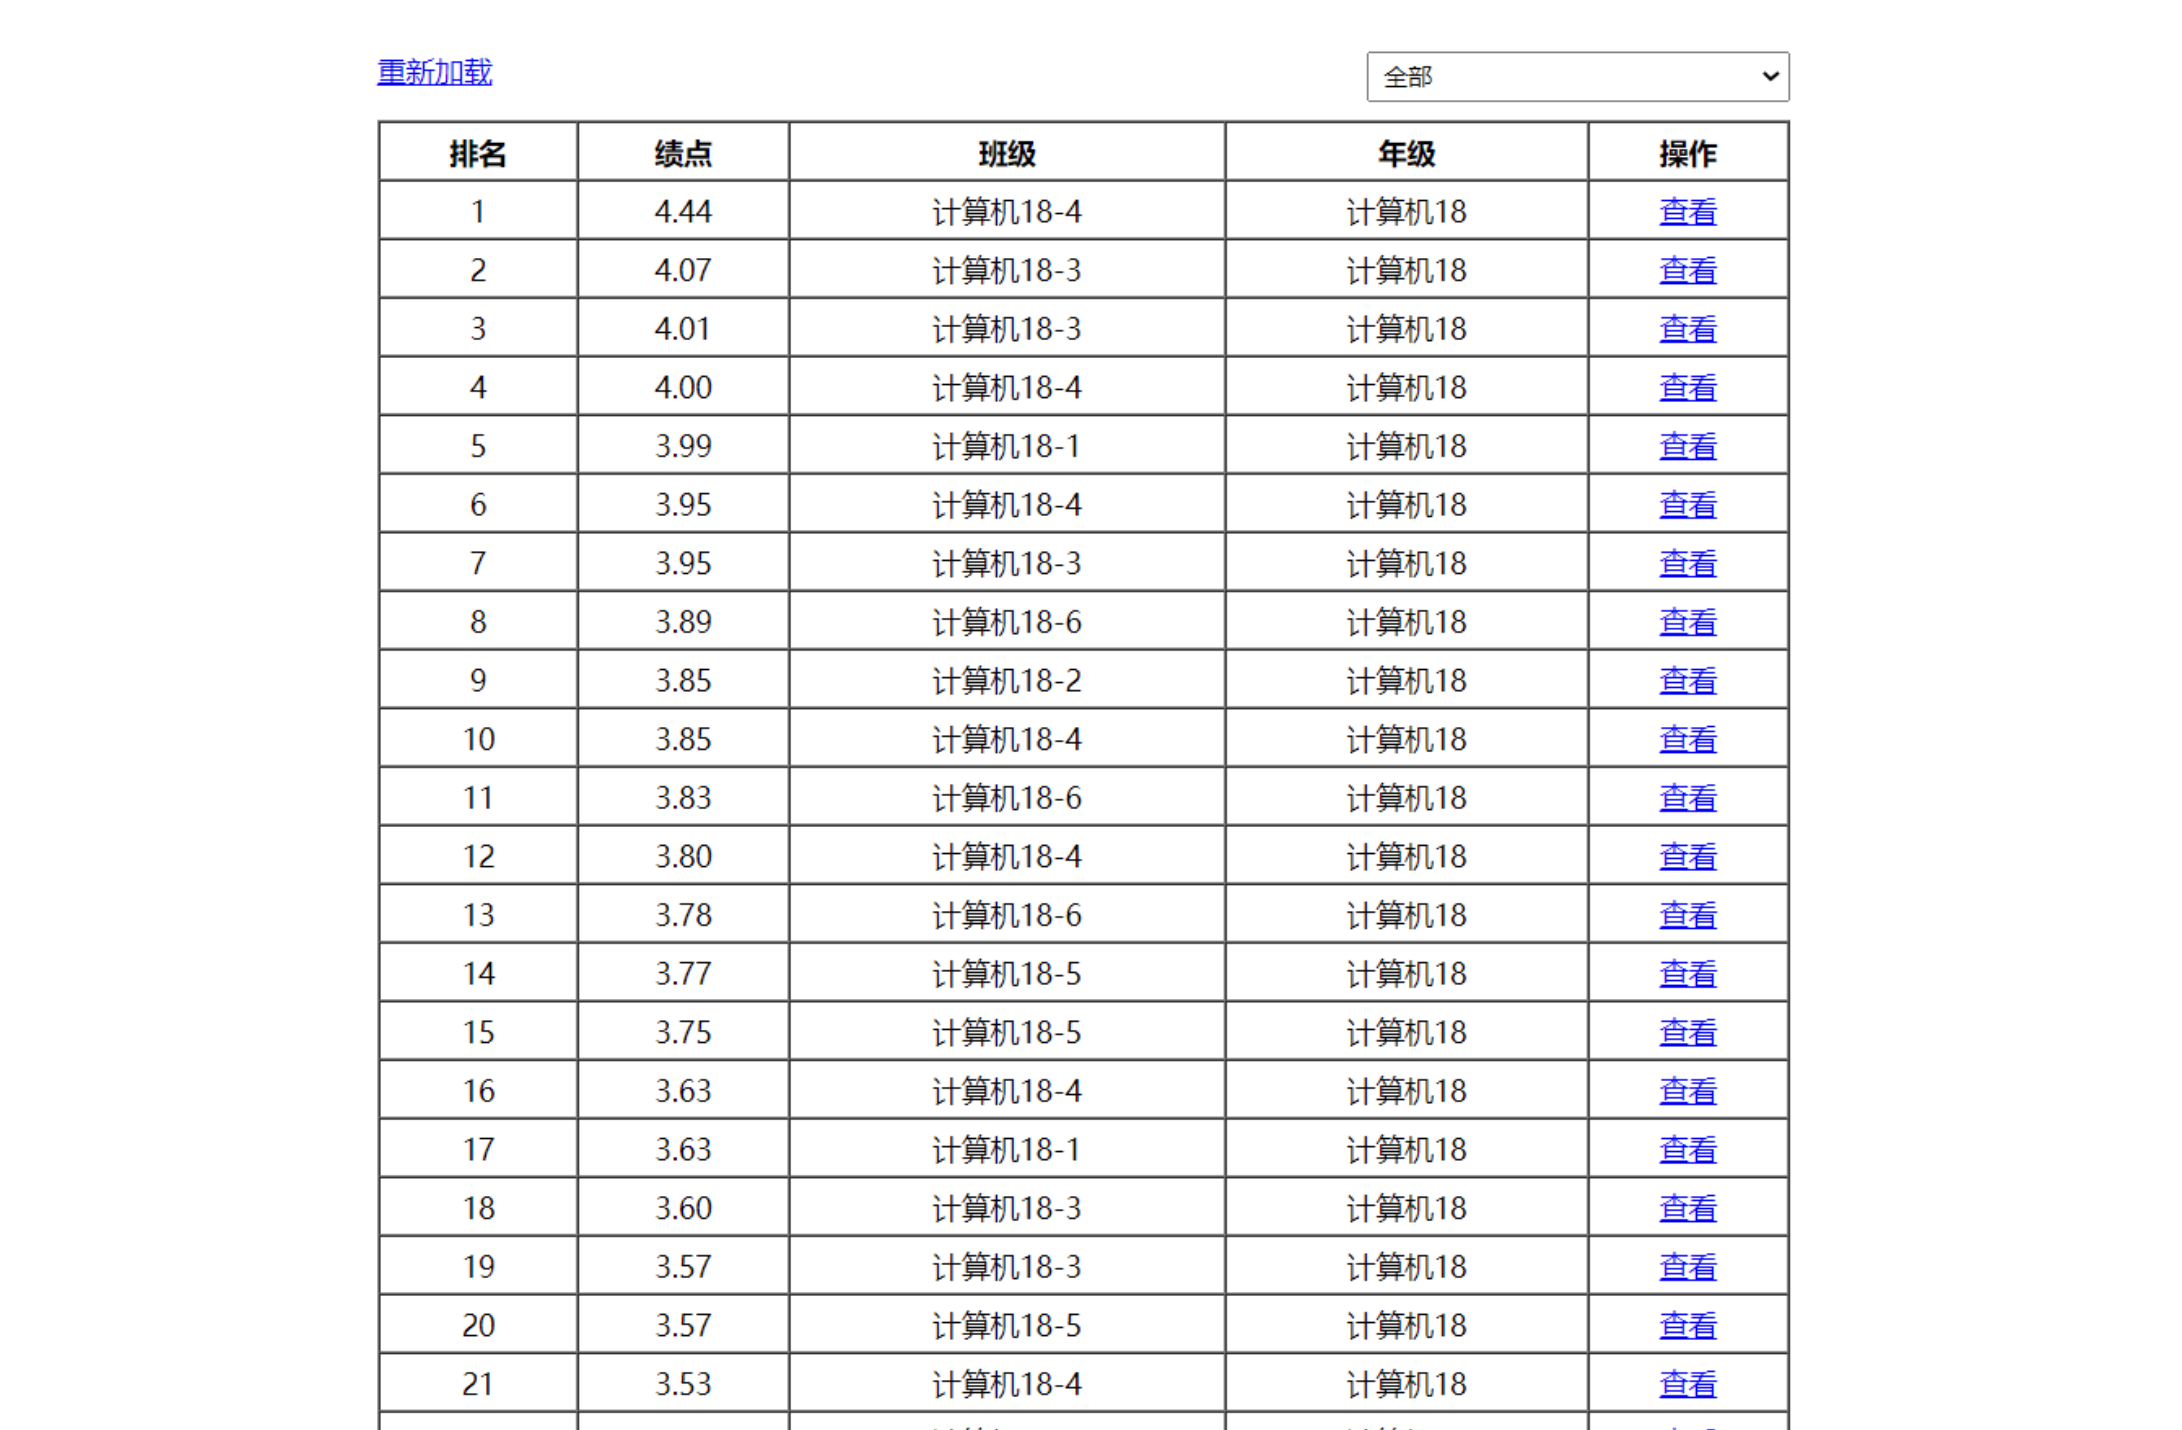 重新加载 全部
排名 绩点 班级 年级 操作
1 4.44 计算机18-4 计算机18 查看
2 4.07 计算机18-3 计算机18 查看
3 4.01 计算机18-3 计算机18 查看
4 4.00 计算机18-4 计算机18 查看
5 3.99 计算机18-1 计算机18 查看
6 3.95 计算机18-4 计算机18 查看
7 3.95 计算机18-3 计算机18 查看
8 3.89 计算机18-6 计算机18 查看
9 3.85 计算机18-2 计算机18 查看
10 3.85 计算机18-4 计算机18 查看
11 3.83 计算机18-6 计算机18 查看
12 3.80 计算机18-4 计算机18 查看
13 3.78 计算机18-6 计算机18 查看
14 3.77 计算机18-5 计算机18 查看
15 3.75 计算机18-5 计算机18 查看
16 3.63 计算机18-4 计算机18 查看
17 3.63 计算机18-1 计算机18 查看
18 3.60 计算机18-3 计算机18 查看
19 3.57 计算机18-3 计算机18 查看
20 3.57 计算机18-5 计算机18 查看
21 3.53 计算机18-4 计算机18 查看